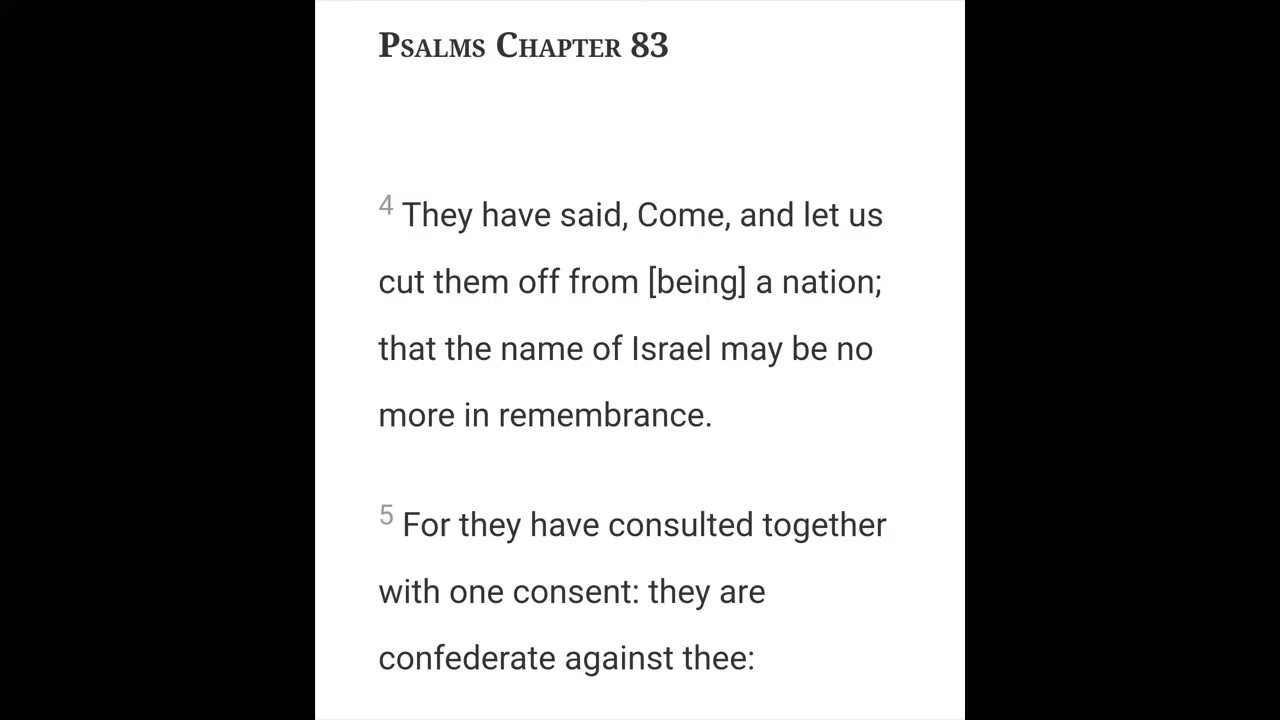 Psalms Chapter 83
4 They have said, Come, and let us
cut them off from [being] a nation;
that the name of Israel may be no
more in remembrance.
5 For they have consulted together
with one consent: they are
confederate against thee: